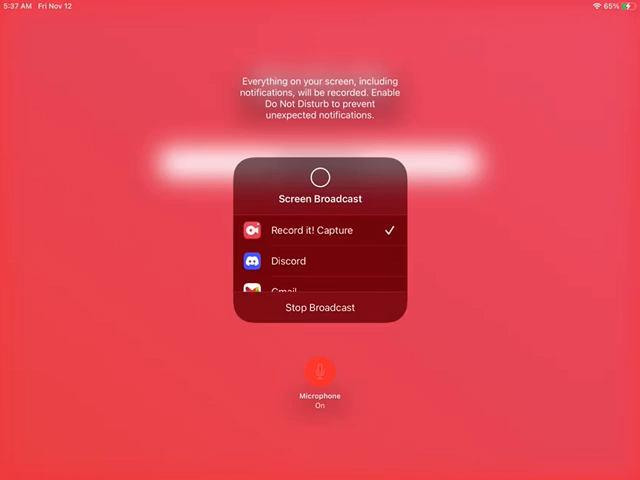 5:37 AM Fri Nov 12
65%
Everything on your screen, including
notifications, will be recorded. Enable
Do Not Disturb to prevent
unexpected notifications.
Screen Broadcast
Record it! Capture
Discord
Gmail
Stop Broadcast
Microphone
On